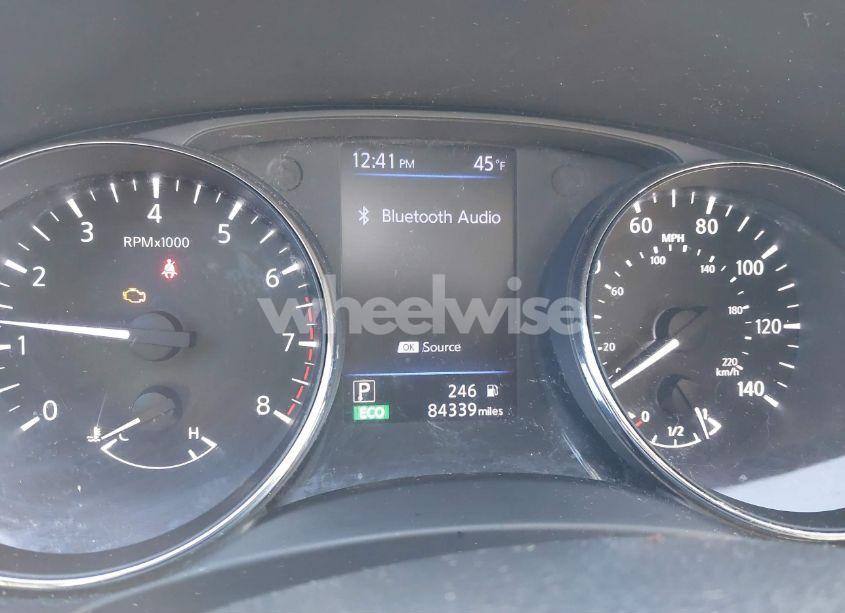 12:41 PM 45°F
Bluetooth Audio
OK Source
P 246
ECO 84339 miles
0 1 2 3 4 5 6 7 8
RPMx1000
C H
60 80 100 120 140
MPH
20 60 100 140 180 220
km/h
0 1/2
wheelwise